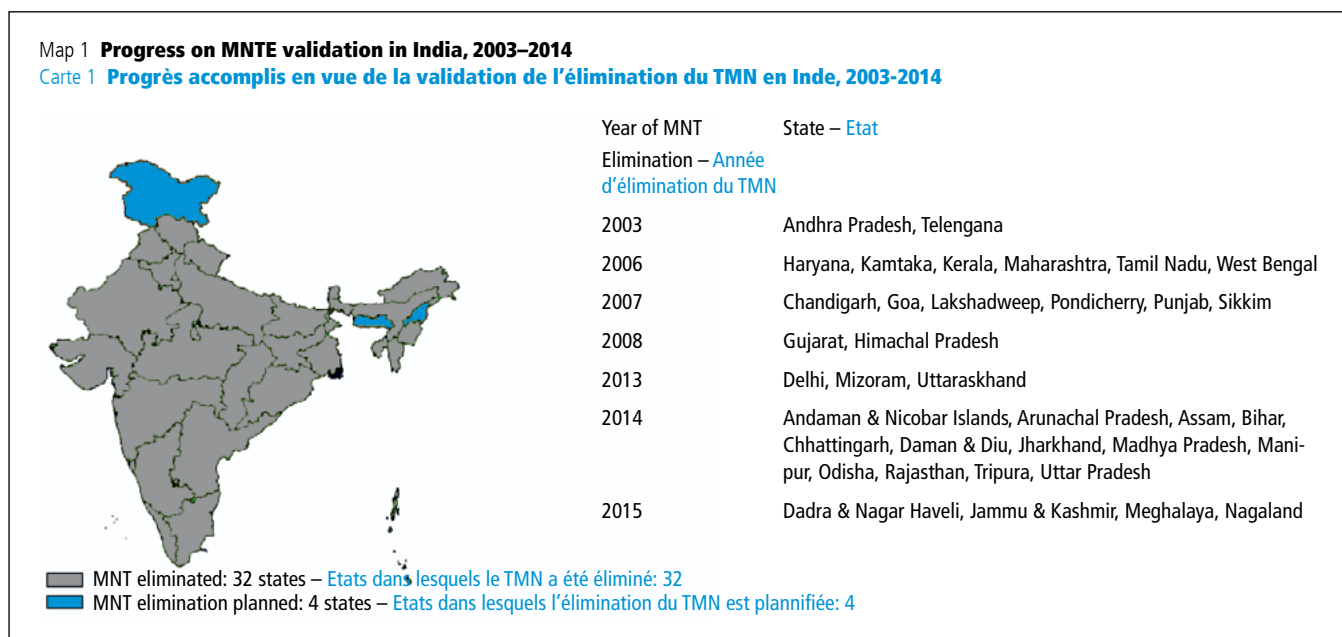 Map 1 Progress on MNTE validation in India, 2003–2014
Carte 1 Progrès accomplis en vue de la validation de l’élimination du TMN en Inde, 2003-2014
Year of MNT State – Etat
Elimination – Année
d’élimination du TMN
2003 Andhra Pradesh, Telengana
2006 Haryana, Kamtaka, Kerala, Maharashtra, Tamil Nadu, West Bengal
2007 Chandigarh, Goa, Lakshadweep, Pondicherry, Punjab, Sikkim
2008 Gujarat, Himachal Pradesh
2013 Delhi, Mizoram, Uttaraskhand
2014 Andaman & Nicobar Islands, Arunachal Pradesh, Assam, Bihar,
Chhattingarh, Daman & Diu, Jharkhand, Madhya Pradesh, Mani-
pur, Odisha, Rajasthan, Tripura, Uttar Pradesh
2015 Dadra & Nagar Haveli, Jammu & Kashmir, Meghalaya, Nagaland
MNT eliminated: 32 states – Etats dans lesquels le TMN a été éliminé: 32
MNT elimination planned: 4 states – Etats dans lesquels l’élimination du TMN est plannifiée: 4